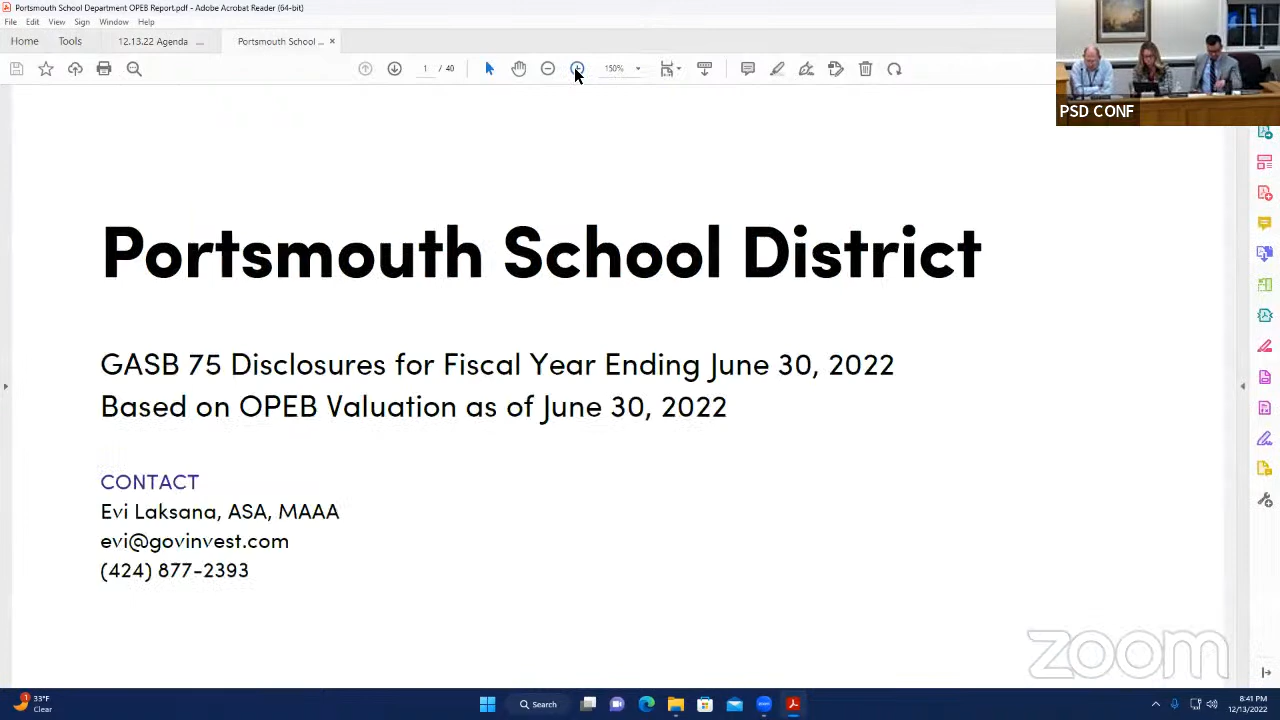 Portsmouth School Department OPEB Report.pdf - Adobe Acrobat Reader (64-bit)
File Edit View Sign Window Help
Home Tools 12.13.22 Agenda ... Portsmouth School ... ×
1 40 150%
PSD CONF
Portsmouth School District
GASB 75 Disclosures for Fiscal Year Ending June 30, 2022
Based on OPEB Valuation as of June 30, 2022
CONTACT
Evi Laksana, ASA, MAAA
evi@govinvest.com
(424) 877-2393
zoom
1 33°F
Clear
Search
zoom
8:41 PM
12/13/2022